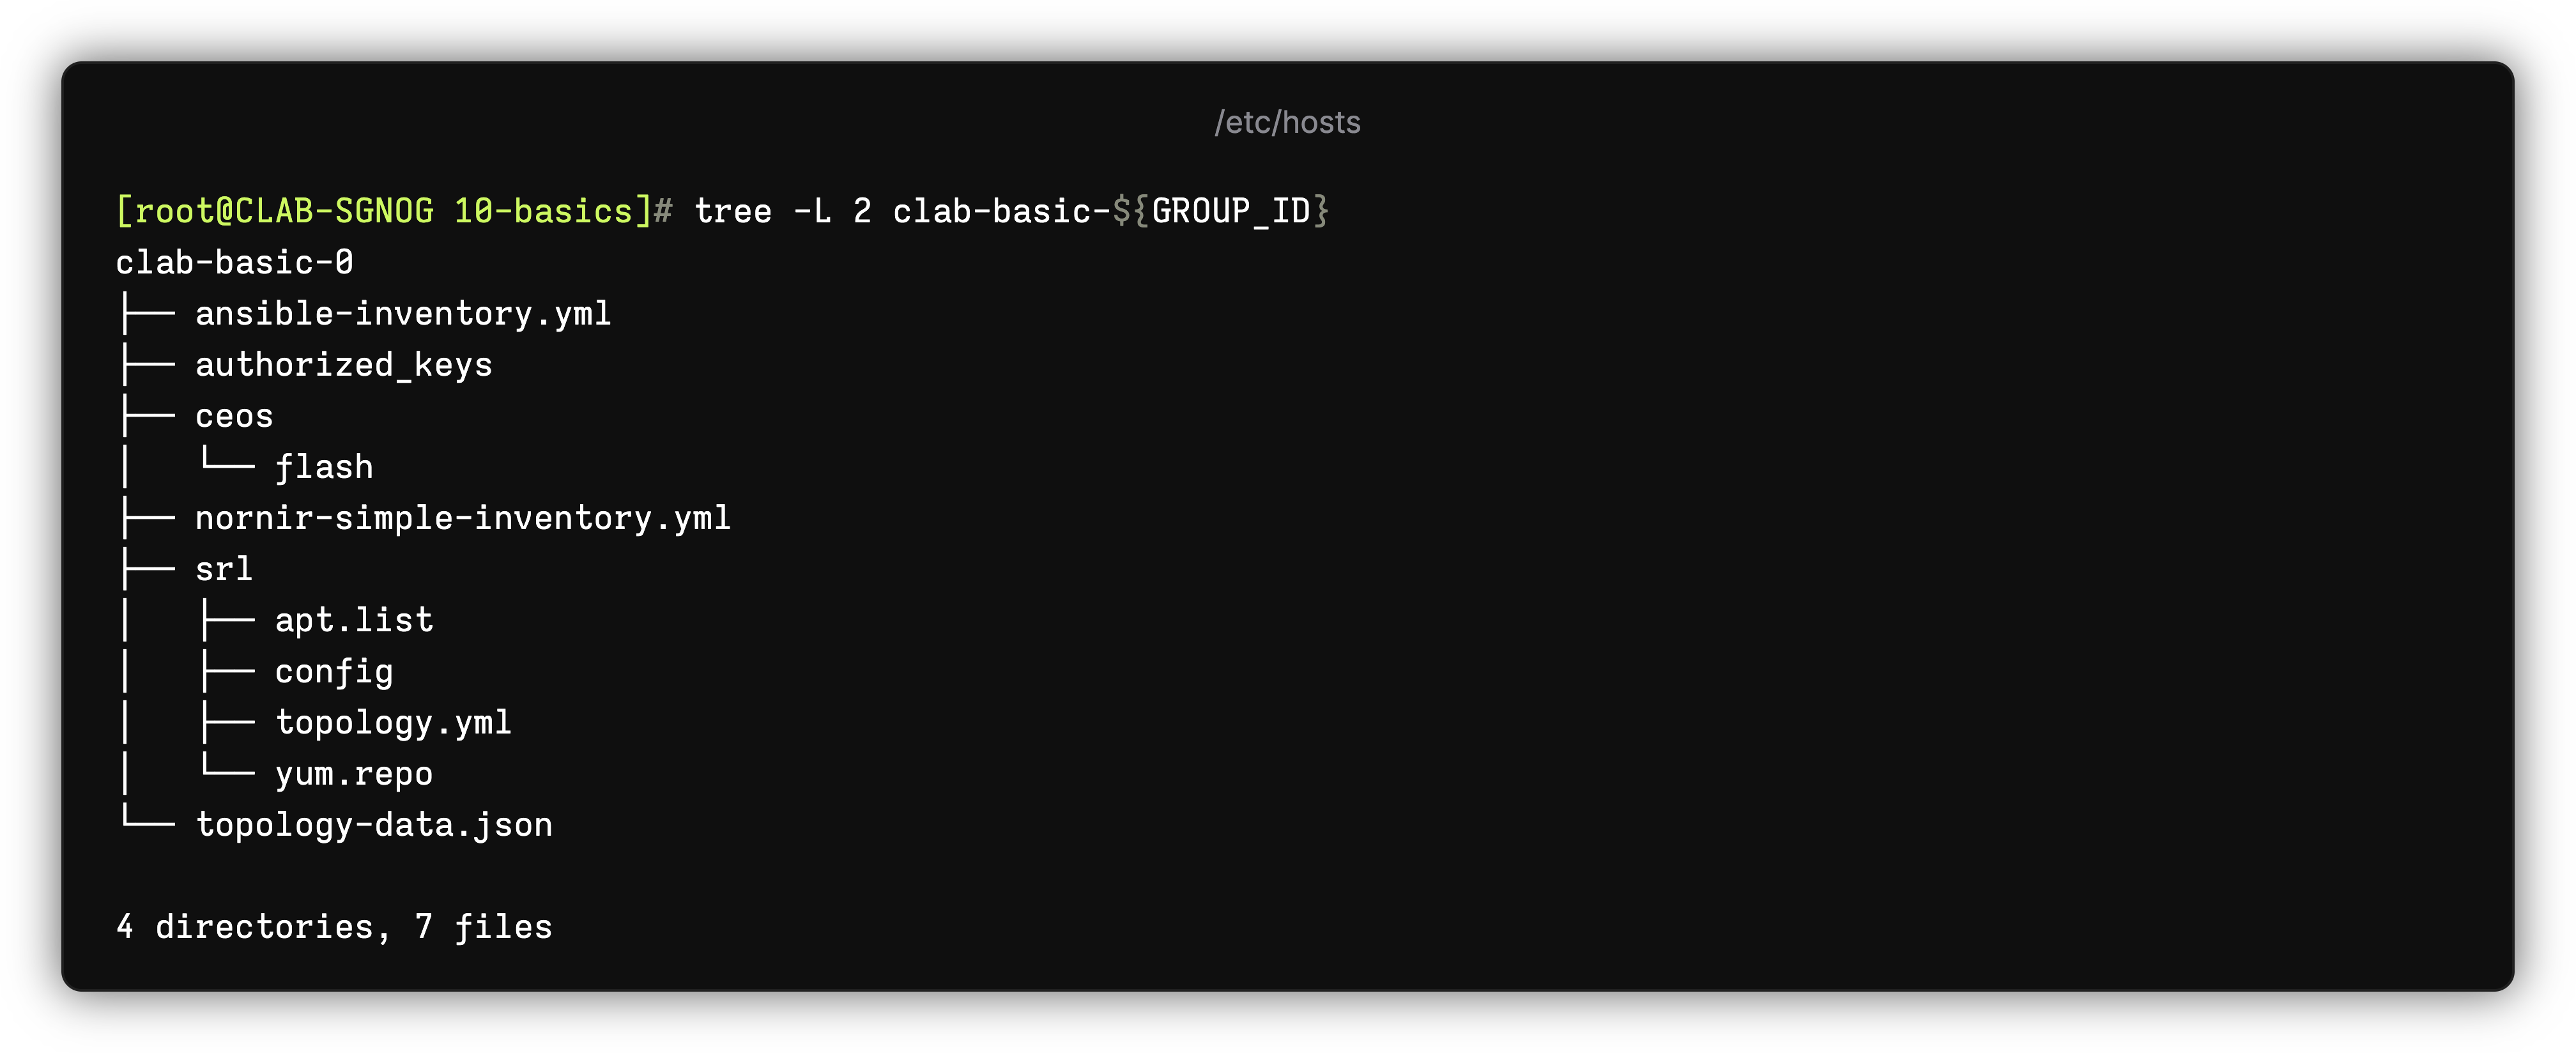 /etc/hosts
[root@CLAB-SGNOG 10-basics]# tree -L 2 clab-basic-${GROUP_ID}
clab-basic-0
├── ansible-inventory.yml
├── authorized_keys
├── ceos
│   └── flash
├── nornir-simple-inventory.yml
├── srl
│   ├── apt.list
│   ├── config
│   ├── topology.yml
│   └── yum.repo
└── topology-data.json
4 directories, 7 files